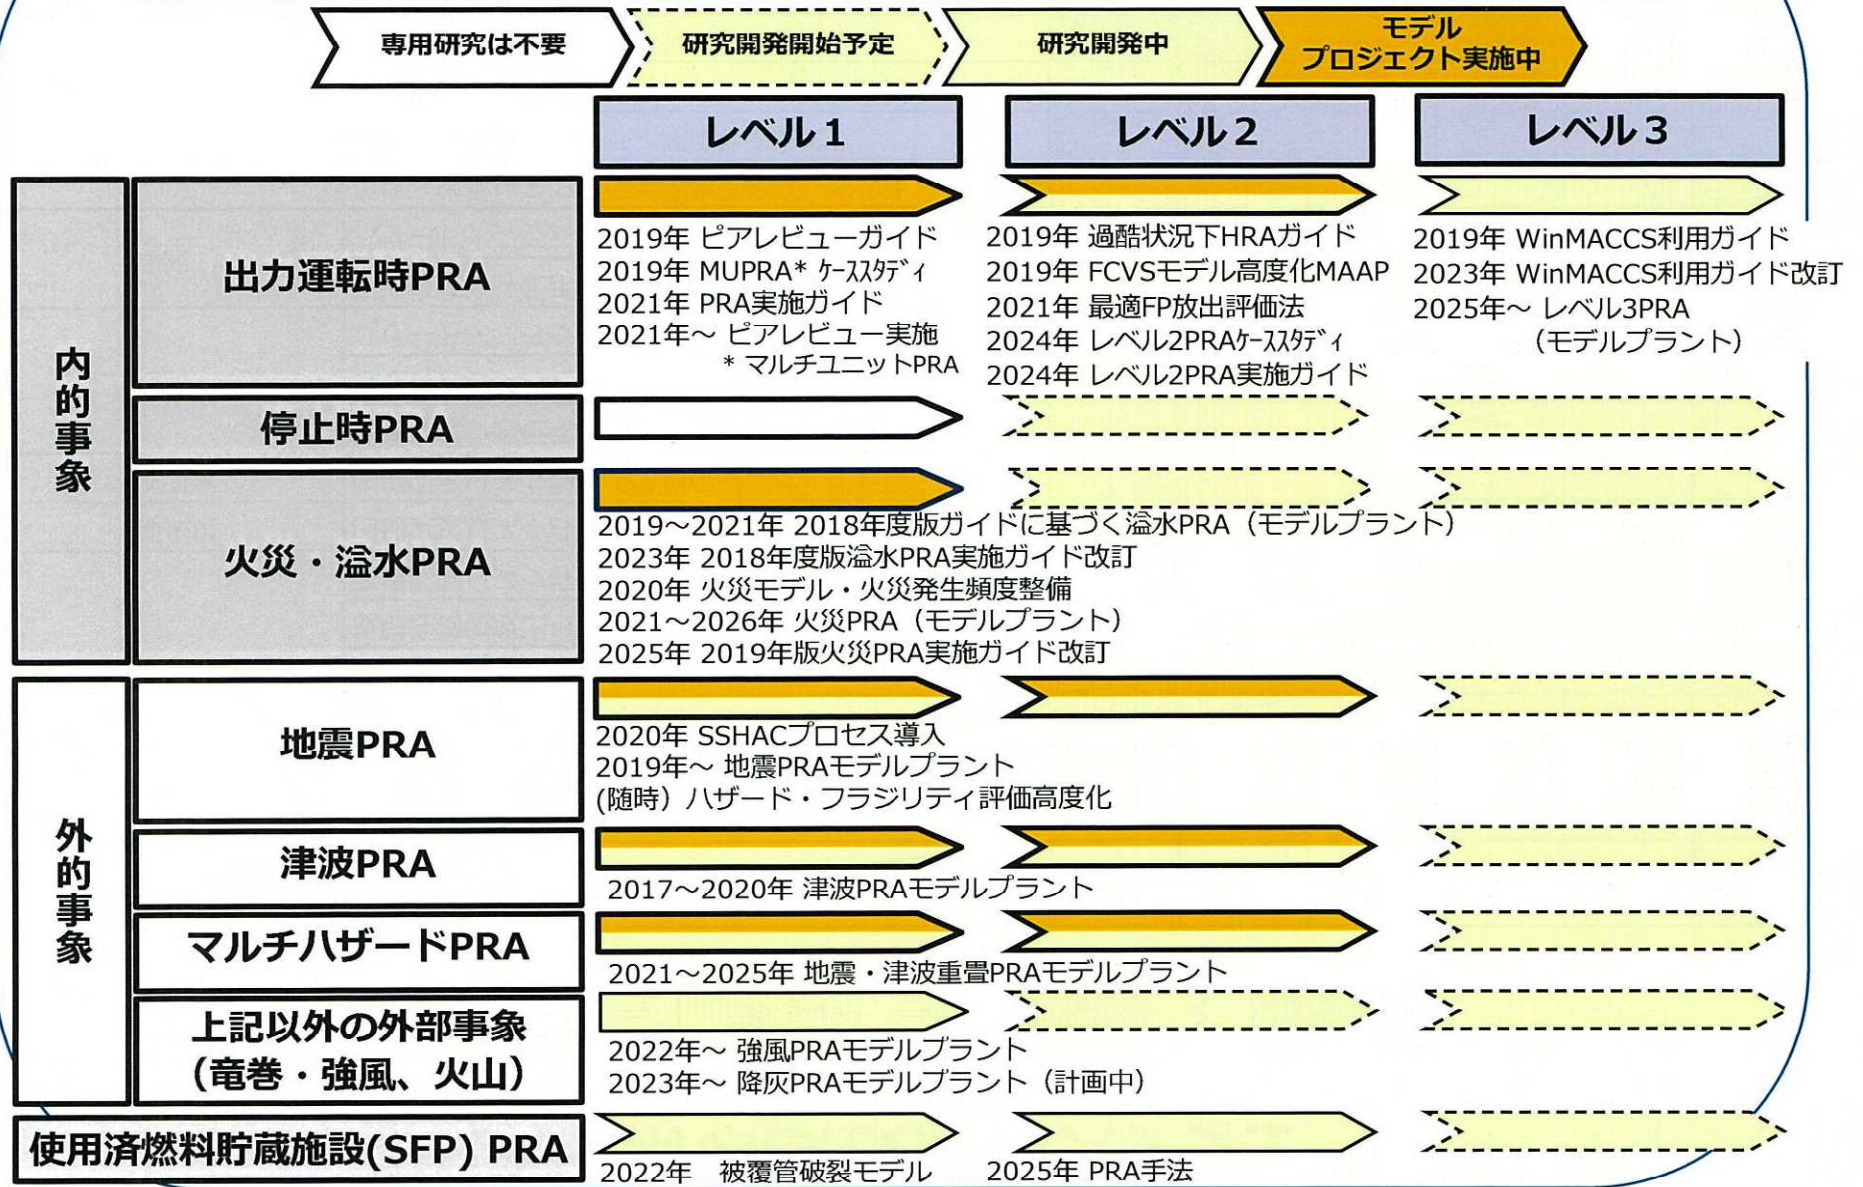 専用研究は不要
研究開発開始予定
研究開発中
モデル
プロジェクト実施中
レベル1
レベル2
レベル3
内的事象
出力運転時PRA
2019年 ピアレビューガイド
2019年 MUPRA* ｹｰｽｽﾀﾃﾞｨ
2021年 PRA実施ガイド
2021年～ ピアレビュー実施
* マルチユニットPRA
2019年 過酷状況下HRAガイド
2019年 FCVSモデル高度化MAAP
2021年 最適FP放出評価法
2024年 レベル2PRAｹｰｽｽﾀﾃﾞｨ
2024年 レベル2PRA実施ガイド
2019年 WinMACCS利用ガイド
2023年 WinMACCS利用ガイド改訂
2025年～ レベル3PRA
（モデルプラント）
停止時PRA
火災・溢水PRA
2019～2021年 2018年度版ガイドに基づく溢水PRA（モデルプラント）
2023年 2018年度版溢水PRA実施ガイド改訂
2020年 火災モデル・火災発生頻度整備
2021～2026年 火災PRA（モデルプラント）
2025年 2019年版火災PRA実施ガイド改訂
外的事象
地震PRA
2020年 SSHACプロセス導入
2019年～ 地震PRAモデルプラント
(随時）ハザード・フラジリティ評価高度化
津波PRA
2017～2020年 津波PRAモデルプラント
マルチハザードPRA
2021～2025年 地震・津波重畳PRAモデルプラント
上記以外の外部事象
（竜巻・強風、火山）
2022年～ 強風PRAモデルプラント
2023年～ 降灰PRAモデルプラント（計画中）
使用済燃料貯蔵施設(SFP) PRA
2022年　被覆管破裂モデル
2025年 PRA手法